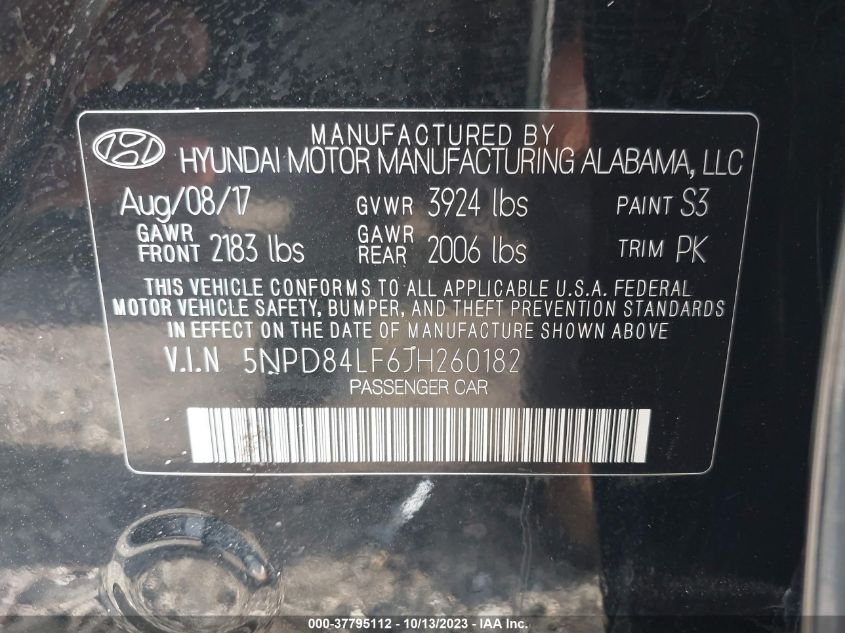 MANUFACTURED BY
HYUNDAI MOTOR MANUFACTURING ALABAMA, LLC
Aug/08/17 GVWR 3924 lbs PAINT S3
GAWR FRONT 2183 lbs GAWR REAR 2006 lbs TRIM PK
THIS VEHICLE CONFORMS TO ALL APPLICABLE U.S.A. FEDERAL
MOTOR VEHICLE SAFETY, BUMPER, AND THEFT PREVENTION STANDARDS
IN EFFECT ON THE DATE OF MANUFACTURE SHOWN ABOVE
V.I.N 5NPD84LF6JH260182
PASSENGER CAR
000-37795112 - 10/13/2023 - IAA Inc.